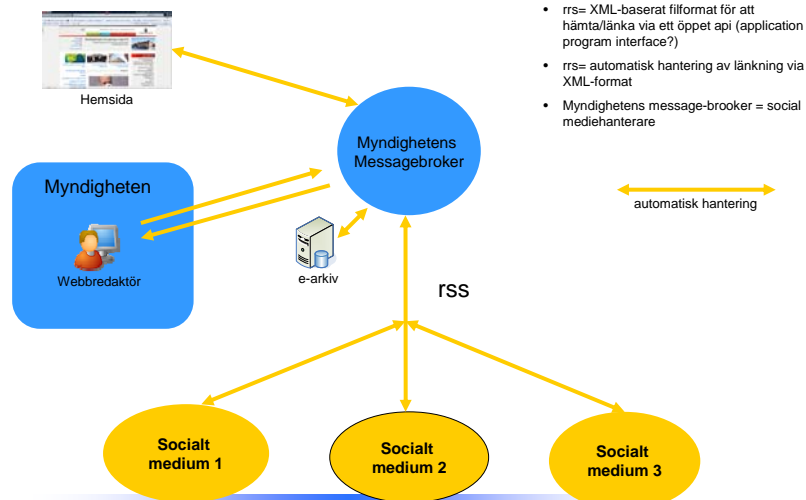 • rrs= XML-baserat filformat för att
hämta/länka via ett öppet api (application
program interface?)
• rrs= automatisk hantering av länkning via
XML-format
• Myndighetens message-brooker = social
mediehanterare
Hemsida
Myndighetens
Messagebroker
Myndigheten
automatisk hantering
Webbredaktör
e-arkiv
rss
Socialt
medium 1
Socialt
medium 2
Socialt
medium 3